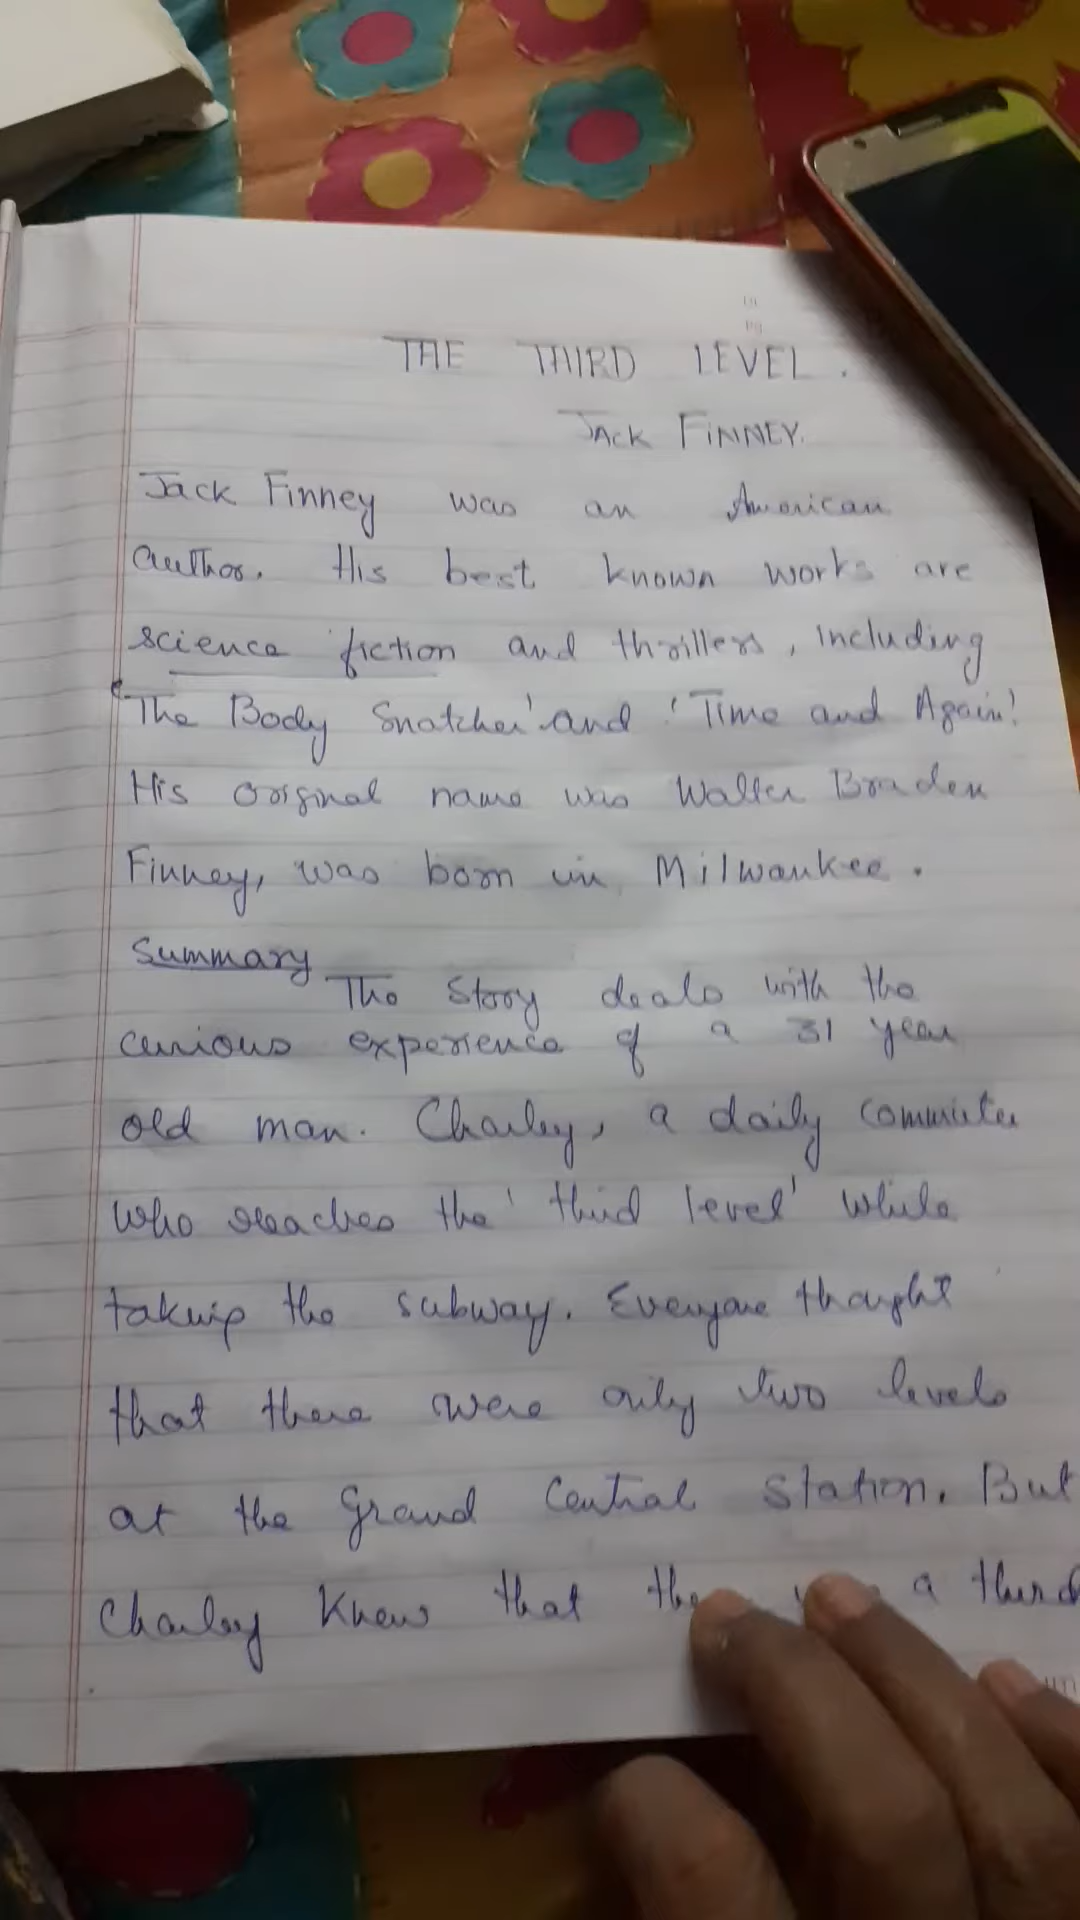 THE THIRD LEVEL.
JACK FINNEY.
Jack Finney was an American
author. His best known works are
science fiction and thrillers, including
'The Body Snatcher' and 'Time and Again'.
His original name was Walter Braden
Finney, was born in Milwaukee.
Summary
The story deals with the
curious experience of a 31 year
old man. Charley, a daily commuter
who reaches the 'third level' while
taking the subway. Everyone thought
that there were only two levels
at the Grand Central Station. But
Charley knew that a third